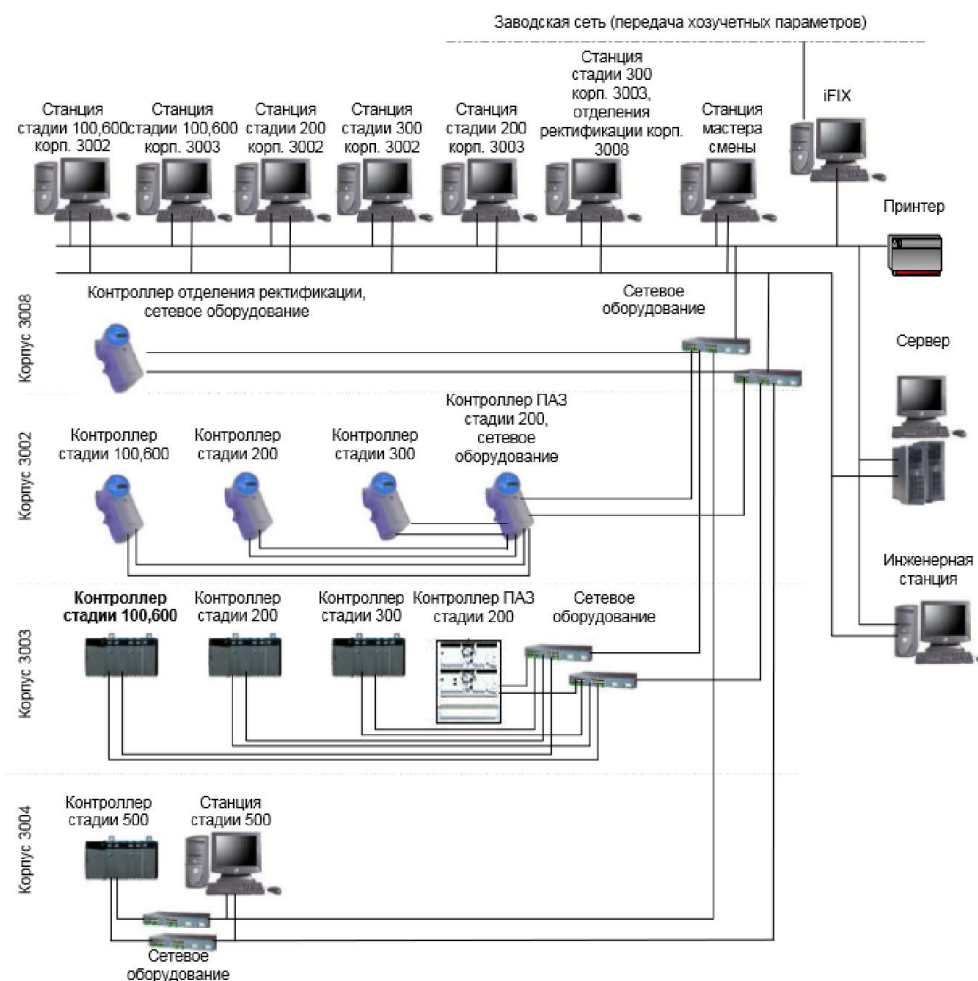 Заводская сеть (передача хозучетных параметров)
Станция
стадии 100,600
корп. 3002
Станция
стадии 100,600
корп. 3003
Станция
стадии 200
корп. 3002
Станция
стадии 300
корп. 3002
Станция
стадии 200
корп. 3003
Станция
стадии 300
корп. 3003,
отделения
ректификации корп.
3008
Станция
мастера
смены
iFIX
Принтер
Корпус 3008
Контроллер отделения ректификации,
сетевое оборудование
Сетевое
оборудование
Сервер
Корпус 3002
Контроллер
стадии 100,600
Контроллер
стадии 200
Контроллер
стадии 300
Контроллер ПАЗ
стадии 200,
сетевое
оборудование
Инженерная
станция
Корпус 3003
Контроллер
стадии 100,600
Контроллер
стадии 200
Контроллер
стадии 300
Контроллер ПАЗ
стадии 200
Сетевое
оборудование
Корпус 3004
Контроллер
стадии 500
Станция
стадии 500
Сетевое
оборудование